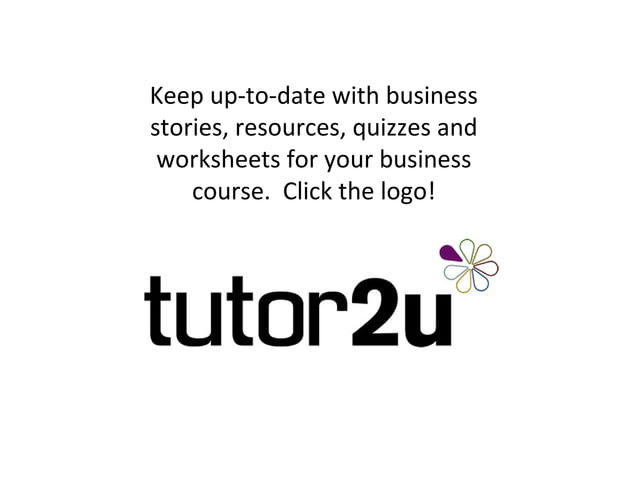 Keep up-to-date with business
stories, resources, quizzes and
worksheets for your business
course.  Click the logo!
tutor2u